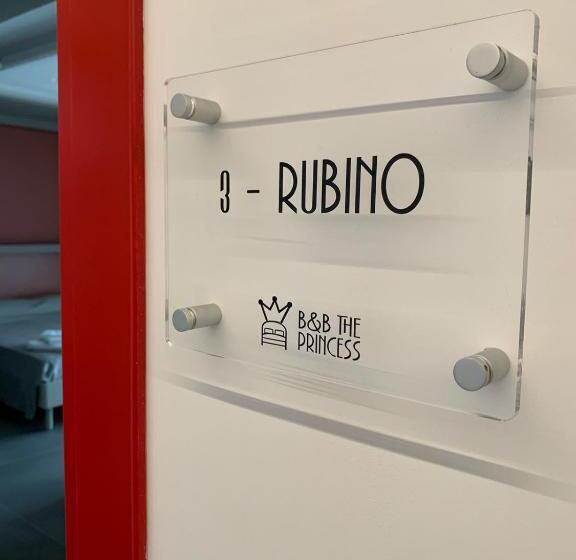 3 - RUBINO
B&B THE
PRINCESS